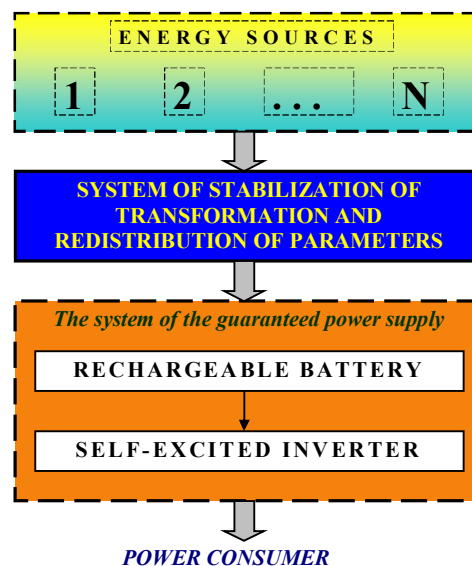 ENERGY SOURCES
1 2 ... N
SYSTEM OF STABILIZATION OF
TRANSFORMATION AND
REDISTRIBUTION OF PARAMETERS
The system of the guaranteed power supply
RECHARGEABLE BATTERY
SELF-EXCITED INVERTER
POWER CONSUMER